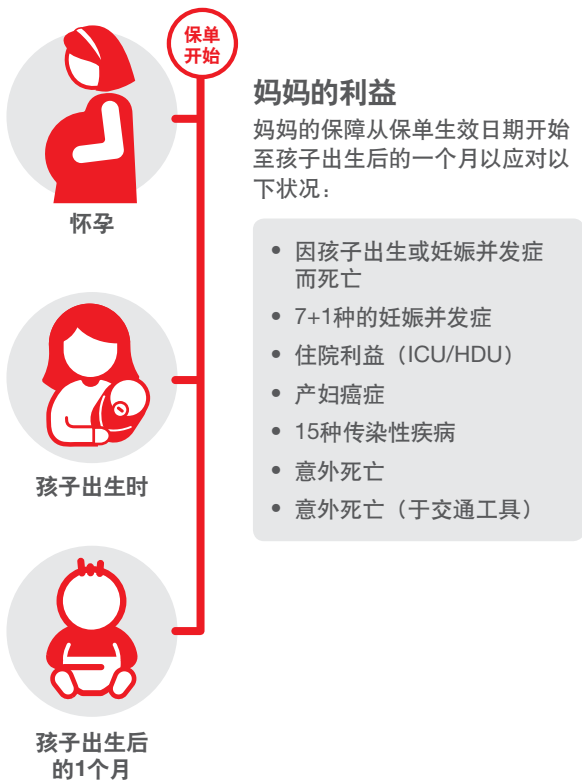 保单
开始
妈妈的利益
妈妈的保障从保单生效日期开始
至孩子出生后的一个月以应对以
下状况：
怀孕
• 因孩子出生或妊娠并发症
而死亡
• 7+1种的妊娠并发症
• 住院利益（ICU/HDU）
• 产妇癌症
• 15种传染性疾病
• 意外死亡
• 意外死亡（于交通工具）
孩子出生时
孩子出生后
的1个月